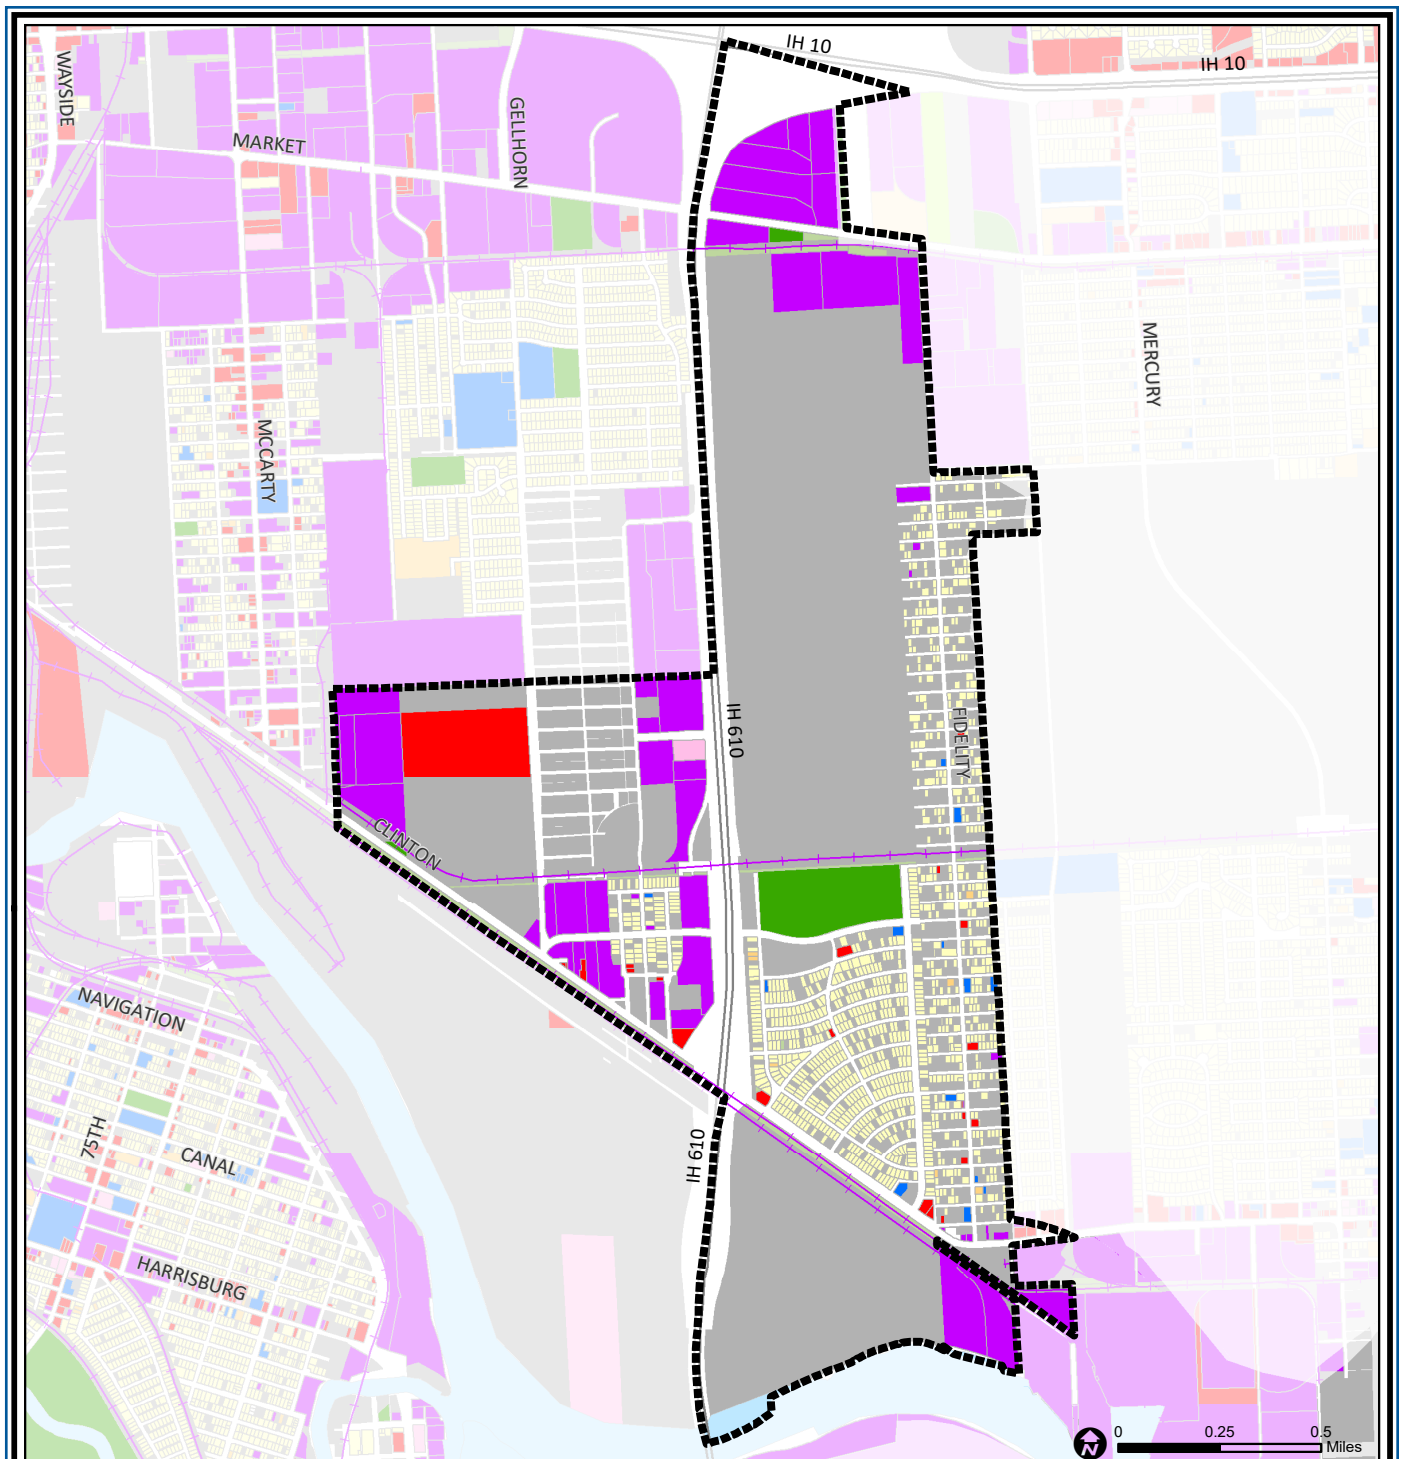 IH 10
IH 10
WAYSIDE
GELLHORN
MARKET
MERCURY
MCCARTY
IH 610
FIDELITY
CLINTON
NAVIGATION
75TH
CANAL
IH 610
HARRISBURG
N
0 0.25 0.5
Miles